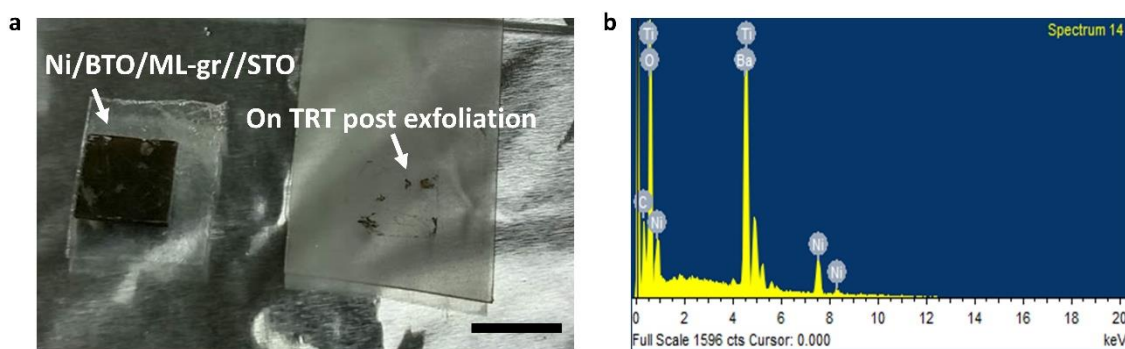 a
Ni/BTO/ML-gr//STO
On TRT post exfoliation
b
Spectrum 14
Ti
Ti
O
Ba
C
Ni
Ni
Ni
0 2 4 6 8 10 12 14 16 18 20
Full Scale 1596 cts Cursor: 0.000
keV